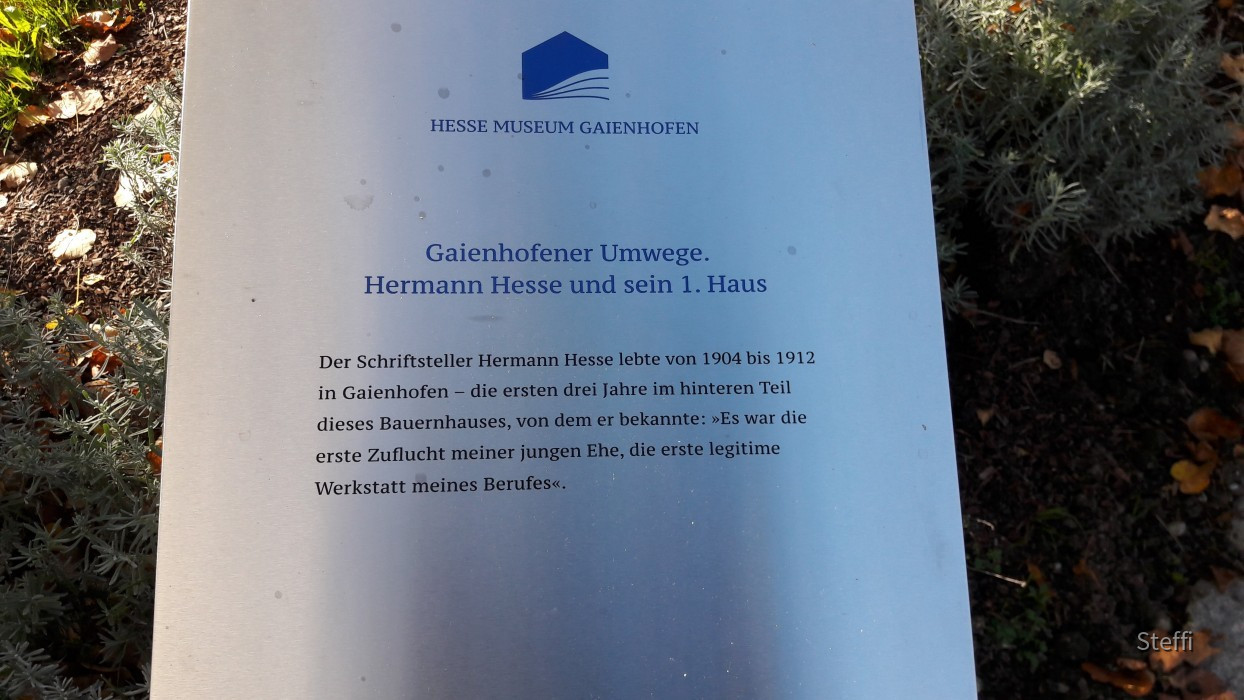 HESSE MUSEUM GAIENHOFEN
Gaienhofener Umwege.
Hermann Hesse und sein 1. Haus
Der Schriftsteller Hermann Hesse lebte von 1904 bis 1912
in Gaienhofen – die ersten drei Jahre im hinteren Teil
dieses Bauernhauses, von dem er bekannte: »Es war die
erste Zuflucht meiner jungen Ehe, die erste legitime
Werkstatt meines Berufes«.
Steffi